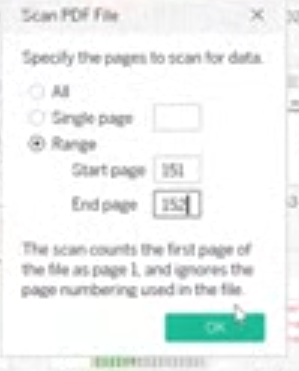 Scan PDF File
Specify the pages to scan for data.
All
Single page
Range
Start page 151
End page 152
The scan counts the first page of
the file as page 1, and ignores the
page numbering used in the file.
OK